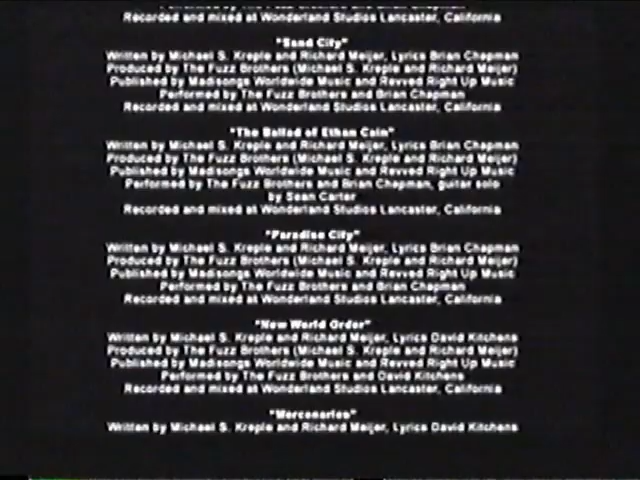 Performed by The Fuzz Brothers and Brian Chapman
Recorded and mixed at Wonderland Studios Lancaster, California
"Sand City"
Written by Michael S. Kreple and Richard Meijer, Lyrics Brian Chapman
Produced by The Fuzz Brothers (Michael S. Kreple and Richard Meijer)
Published by Madisongs Worldwide Music and Revved Right Up Music
Performed by The Fuzz Brothers and Brian Chapman
Recorded and mixed at Wonderland Studios Lancaster, California
"The Ballad of Ethan Cain"
Written by Michael S. Kreple and Richard Meijer, Lyrics Brian Chapman
Produced by The Fuzz Brothers (Michael S. Kreple and Richard Meijer)
Published by Madisongs Worldwide Music and Revved Right Up Music
Performed by The Fuzz Brothers and Brian Chapman, guitar solo
by Sean Carter
Recorded and mixed at Wonderland Studios Lancaster, California
"Paradise City"
Written by Michael S. Kreple and Richard Meijer, Lyrics Brian Chapman
Produced by The Fuzz Brothers (Michael S. Kreple and Richard Meijer)
Published by Madisongs Worldwide Music and Revved Right Up Music
Performed by The Fuzz Brothers and Brian Chapman
Recorded and mixed at Wonderland Studios Lancaster, California
"New World Order"
Written by Michael S. Kreple and Richard Meijer, Lyrics David Kitchens
Produced by The Fuzz Brothers (Michael S. Kreple and Richard Meijer)
Published by Madisongs Worldwide Music and Revved Right Up Music
Performed by The Fuzz Brothers and David Kitchens
Recorded and mixed at Wonderland Studios Lancaster, California
"Mercenaries"
Written by Michael S. Kreple and Richard Meijer, Lyrics David Kitchens